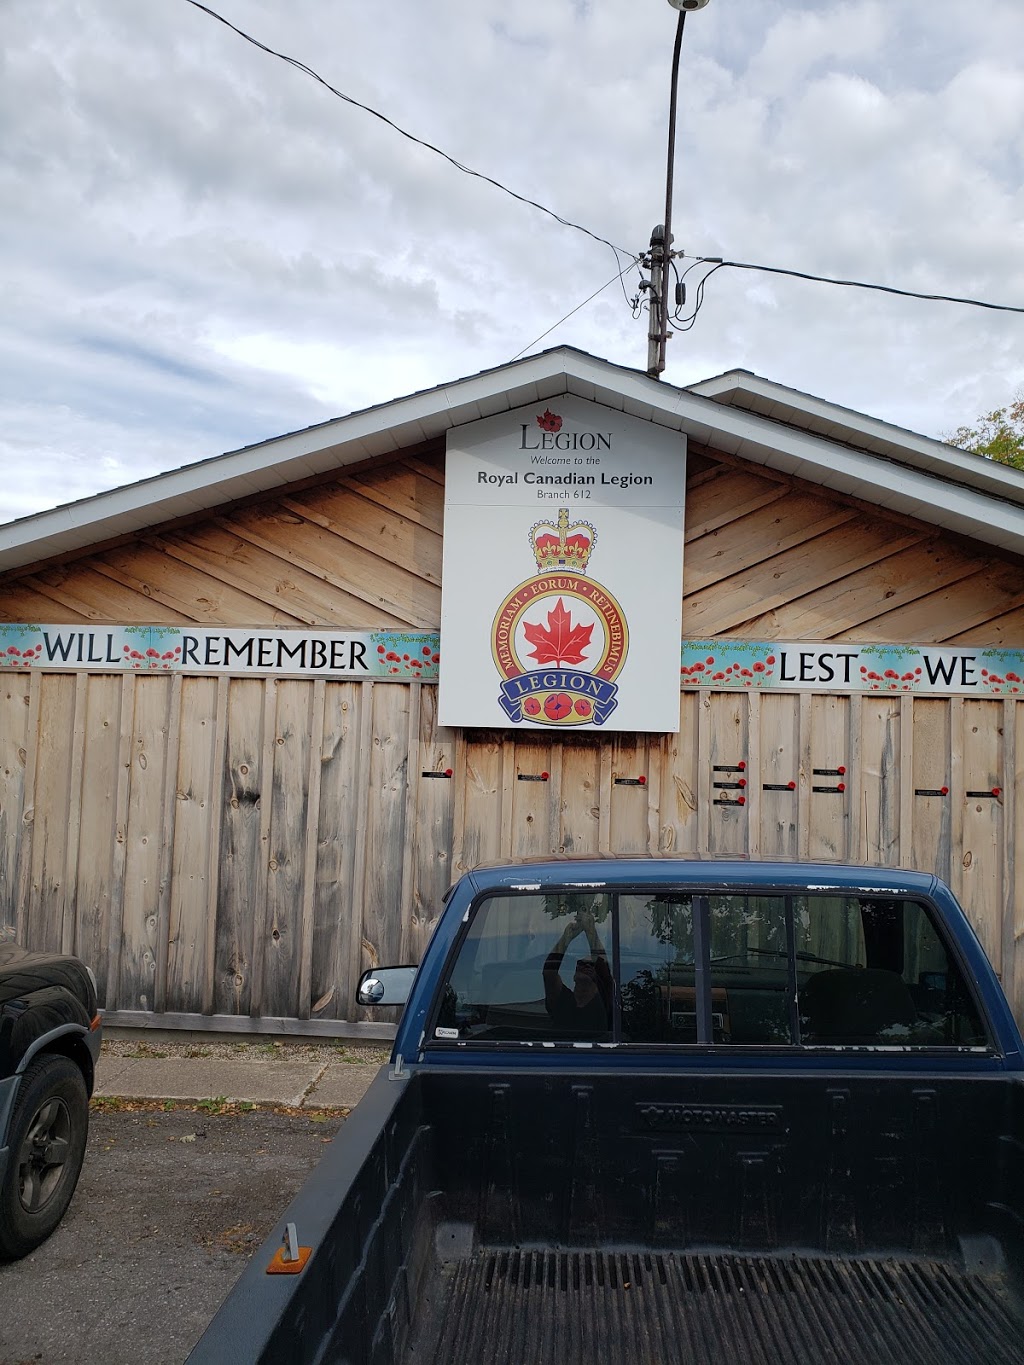 LEGION
Welcome to the
Royal Canadian Legion
Branch 612
MEMORIAM • EORUM • RETINEBIMUS
LEGION
WILL REMEMBER
LEST WE
MOTOMASTER